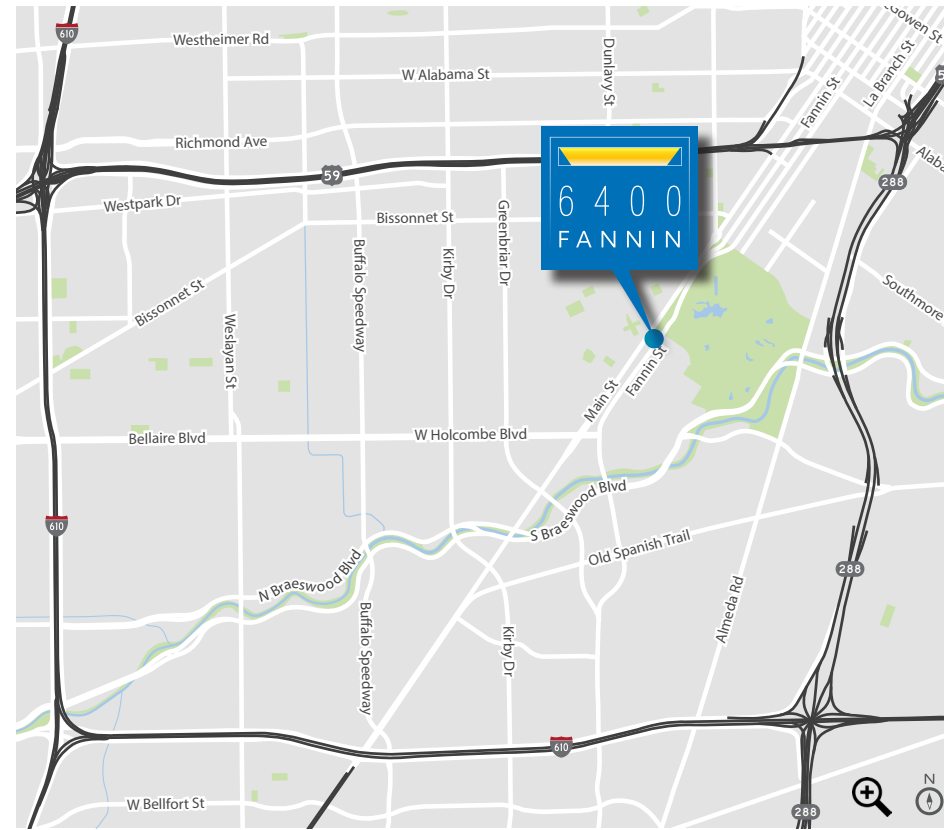 610
Westheimer Rd
W Alabama St
Dunlavy St
Fannin St
La Branch St
Richmond Ave
59
288
Westpark Dr
Bissonnet St
Greenbriar Dr
Kirby Dr
Buffalo Speedway
6400
FANNIN
Southmore
Bissonnet St
Weslayan St
Main St
Fannin St
Bellaire Blvd
W Holcombe Blvd
610
S Braeswood Blvd
Old Spanish Trail
288
N Braeswood Blvd
Buffalo Speedway
Kirby Dr
Almeda Rd
610
W Bellfort St
288
N